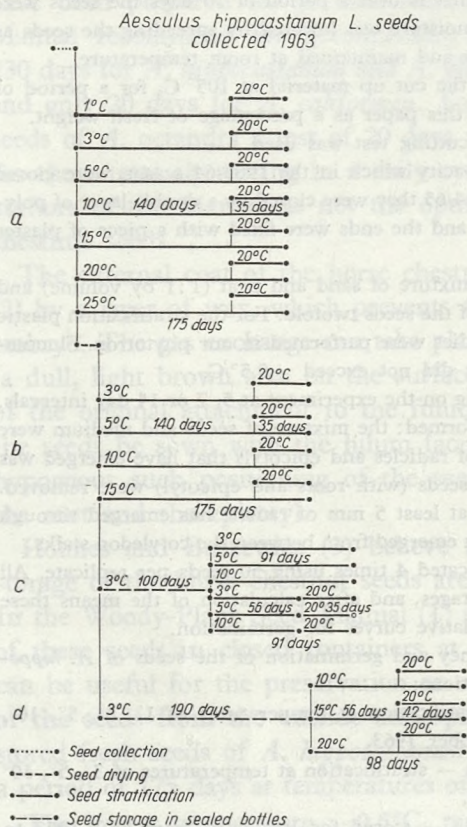 Aesculus hippocastanum L. seeds
collected 1963
20°C
1°C
20°C
3°C
20°C
5°C
20°C
10°C 140 days 35 days
a
20°C
15°C
20°C
20°C
20°C
25°C
175 days
20°C
3°C
20°C
5°C 140 days 35 days
b
20°C
10°C
20°C
15°C
175 days
3°C
5°C 91 days
10°C
c 3°C 100 days
3°C 20°C
5°C 56 days 20° 35 days
10°C 20°C
91 days
20°C
10°C
20°C
d 3°C 190 days 15°C 56 days 42 days
20°C
20°C
98 days
Seed collection
Seed drying
Seed stratification
Seed storage in sealed bottles